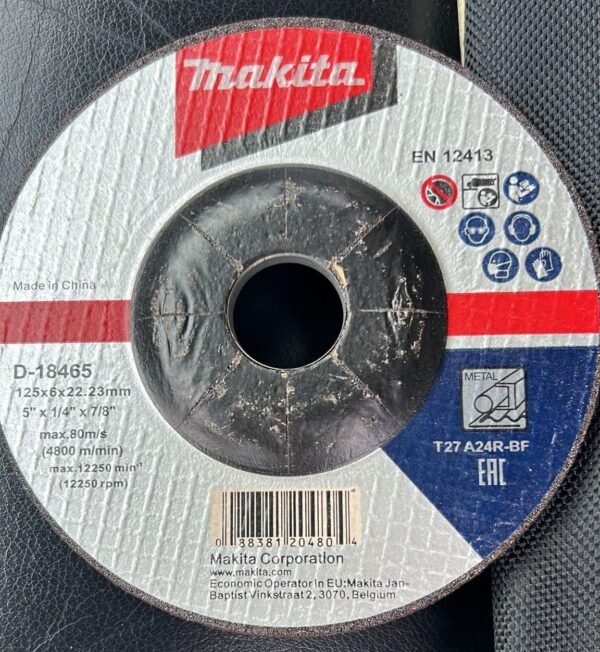 makita
EN 12413
Made in China
D-18465
125x6x22.23mm
5" x 1/4" x 7/8"
max.80m/s
(4800 m/min)
max.12250 min⁻¹
(12250 rpm)
METAL
T27 A24R-BF
EAC
0 88381 20480 4
Makita Corporation
www.makita.com
Economic Operator in EU:Makita Jan-
Baptist Vinkstraat 2, 3070, Belgium